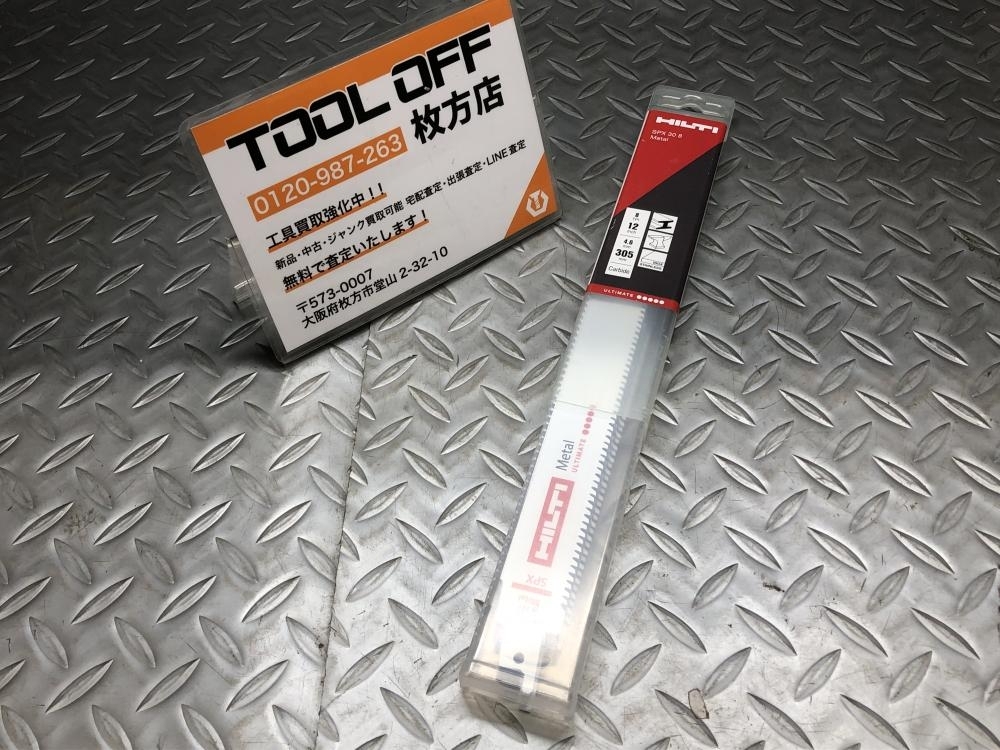 TOOL OFF
0120-987-263
枚方店
工具買取強化中!!
新品・中古・ジャンク買取可能 宅配査定・出張査定・LINE査定
無料で査定いたします!
〒573-0007
大阪府枚方市堂山2-32-10
HILTI
SPX 30 8
Metal
8
TPI
12
inch
4.6
305
mm
Carbide
ULTIMATE
Metal
ULTIMATE
HILTI
SPX